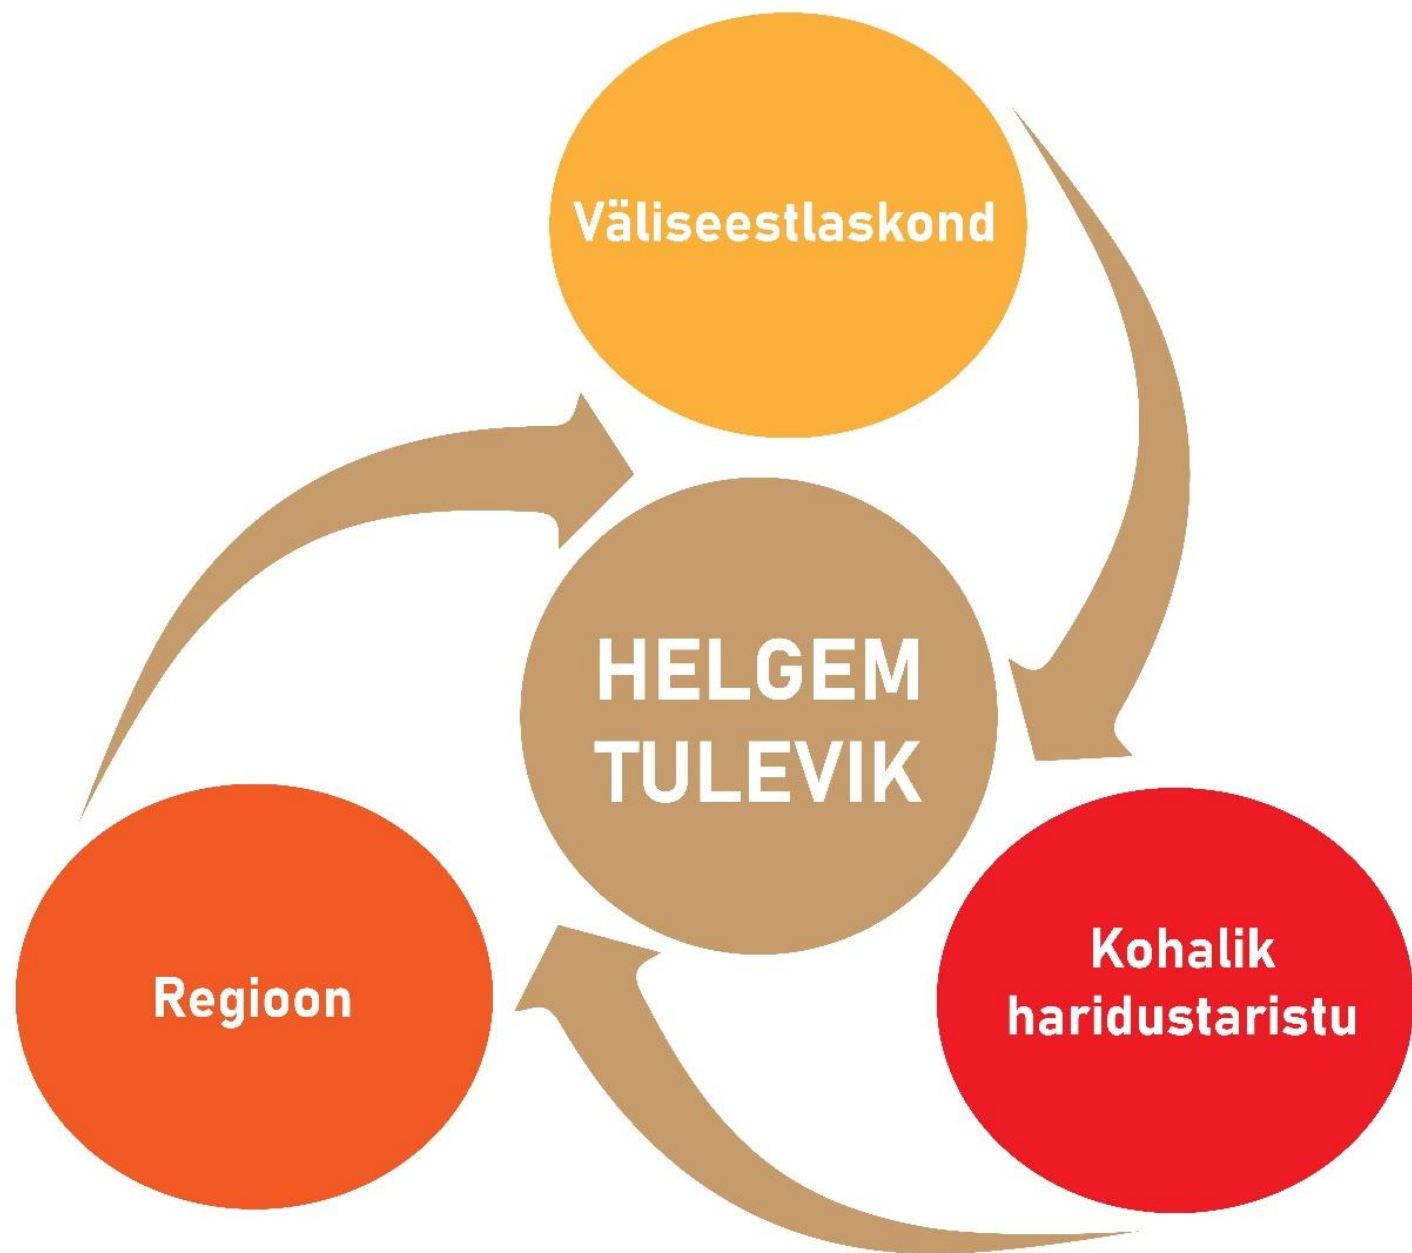 Väliseestlaskond
HELGEM
TULEVIK
Kohalik
haridustaristu
Regioon